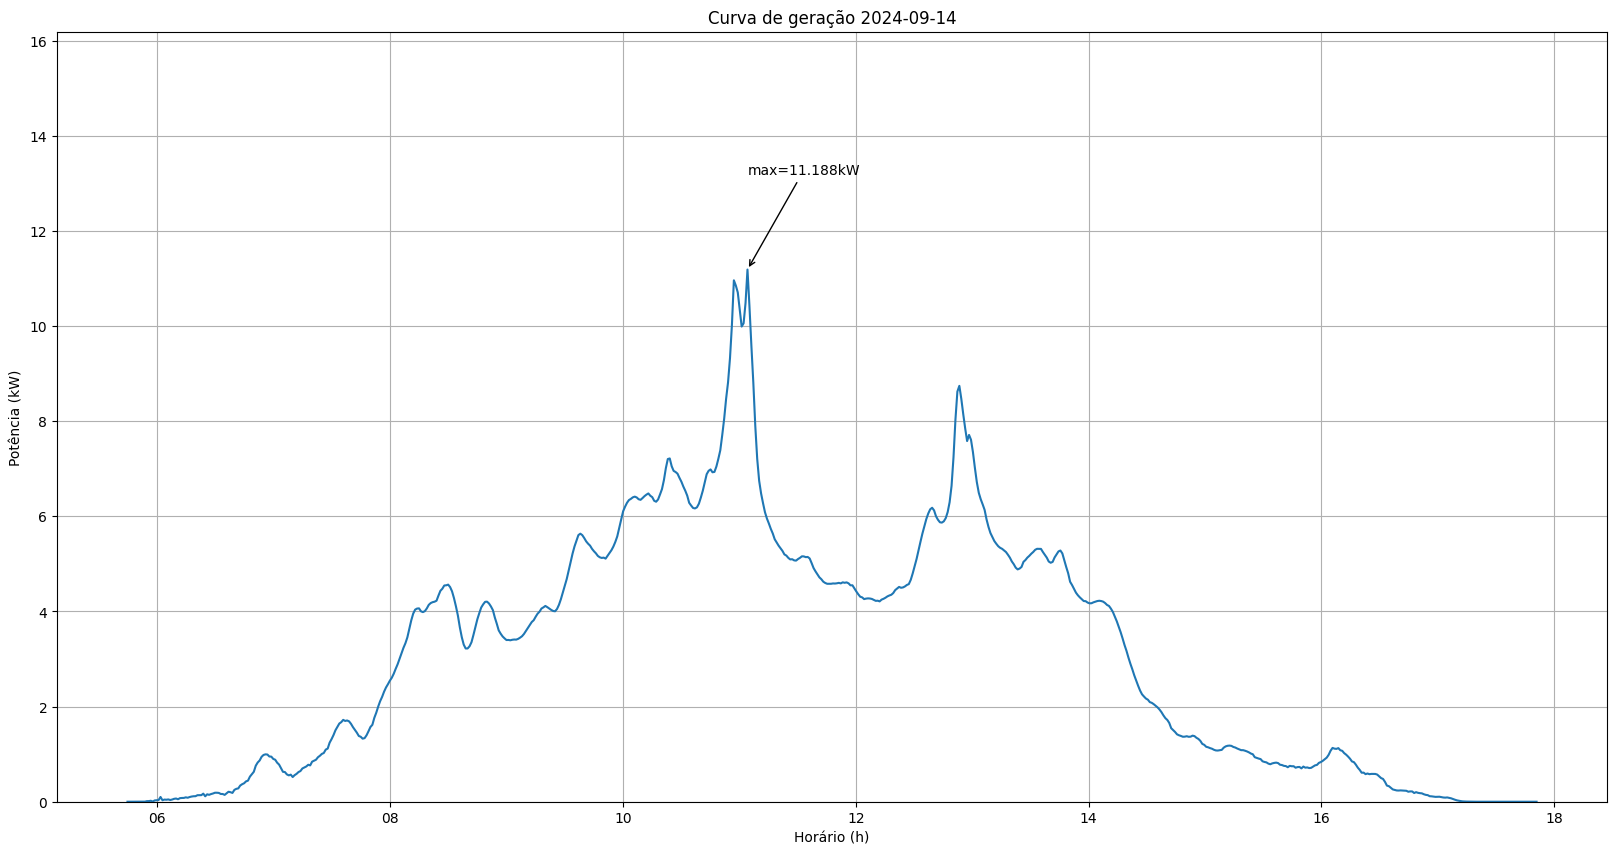 Curva de geração 2024-09-14
16
14
max=11.188kW
12
10
8
Potência (kW)
6
4
2
0
06 08 10 12 14 16 18
Horário (h)